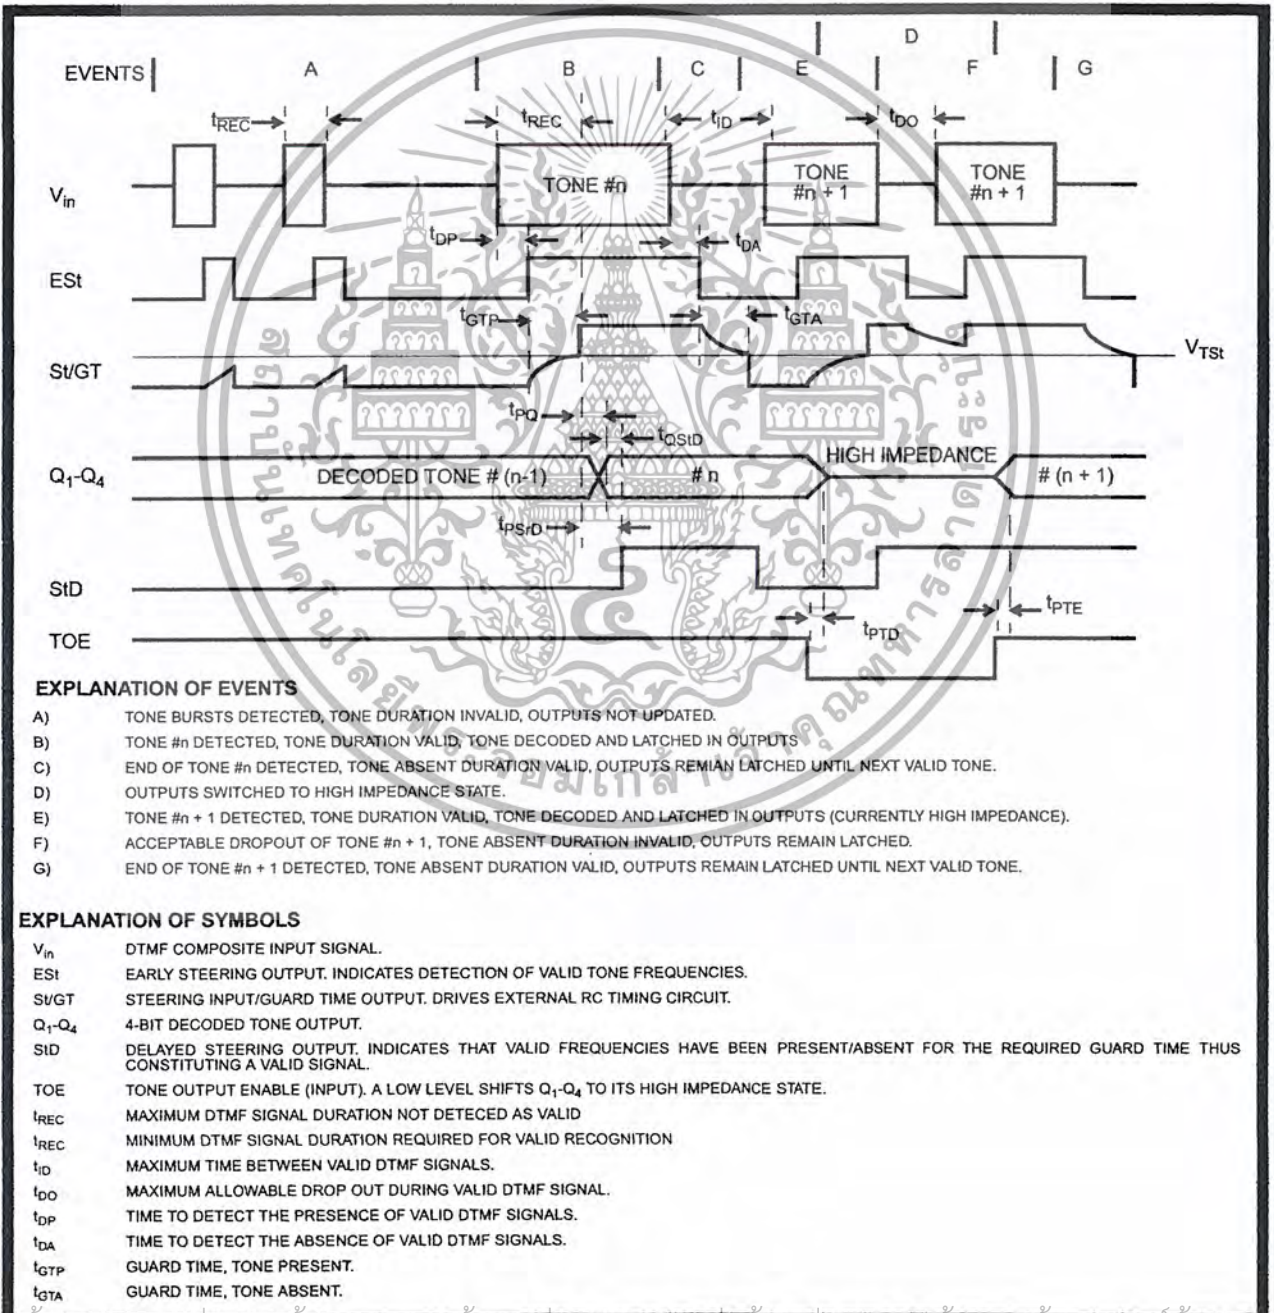 D
EVENTS A B C E F G
tREC tREC tID tDO
Vin TONE #n TONE #n + 1 TONE #n + 1
tDP tDA
ESt
tGTP tGTA
St/GT VTSt
tPQ tQStD
Q1-Q4 DECODED TONE # (n-1) # n HIGH IMPEDANCE # (n + 1)
tPSrD
StD
tPTE
TOE tPTD
EXPLANATION OF EVENTS
A) TONE BURSTS DETECTED, TONE DURATION INVALID, OUTPUTS NOT UPDATED.
B) TONE #n DETECTED, TONE DURATION VALID, TONE DECODED AND LATCHED IN OUTPUTS
C) END OF TONE #n DETECTED, TONE ABSENT DURATION VALID, OUTPUTS REMIAN LATCHED UNTIL NEXT VALID TONE.
D) OUTPUTS SWITCHED TO HIGH IMPEDANCE STATE.
E) TONE #n + 1 DETECTED, TONE DURATION VALID, TONE DECODED AND LATCHED IN OUTPUTS (CURRENTLY HIGH IMPEDANCE).
F) ACCEPTABLE DROPOUT OF TONE #n + 1, TONE ABSENT DURATION INVALID, OUTPUTS REMAIN LATCHED.
G) END OF TONE #n + 1 DETECTED, TONE ABSENT DURATION VALID, OUTPUTS REMAIN LATCHED UNTIL NEXT VALID TONE.
EXPLANATION OF SYMBOLS
Vin DTMF COMPOSITE INPUT SIGNAL.
ESt EARLY STEERING OUTPUT. INDICATES DETECTION OF VALID TONE FREQUENCIES.
St/GT STEERING INPUT/GUARD TIME OUTPUT. DRIVES EXTERNAL RC TIMING CIRCUIT.
Q1-Q4 4-BIT DECODED TONE OUTPUT.
StD DELAYED STEERING OUTPUT. INDICATES THAT VALID FREQUENCIES HAVE BEEN PRESENT/ABSENT FOR THE REQUIRED GUARD TIME THUS
CONSTITUTING A VALID SIGNAL.
TOE TONE OUTPUT ENABLE (INPUT). A LOW LEVEL SHIFTS Q1-Q4 TO ITS HIGH IMPEDANCE STATE.
tREC MAXIMUM DTMF SIGNAL DURATION NOT DETECED AS VALID
tREC MINIMUM DTMF SIGNAL DURATION REQUIRED FOR VALID RECOGNITION
tID MAXIMUM TIME BETWEEN VALID DTMF SIGNALS.
tDO MAXIMUM ALLOWABLE DROP OUT DURING VALID DTMF SIGNAL.
tDP TIME TO DETECT THE PRESENCE OF VALID DTMF SIGNALS.
tDA TIME TO DETECT THE ABSENCE OF VALID DTMF SIGNALS.
tGTP GUARD TIME, TONE PRESENT.
tGTA GUARD TIME, TONE ABSENT.